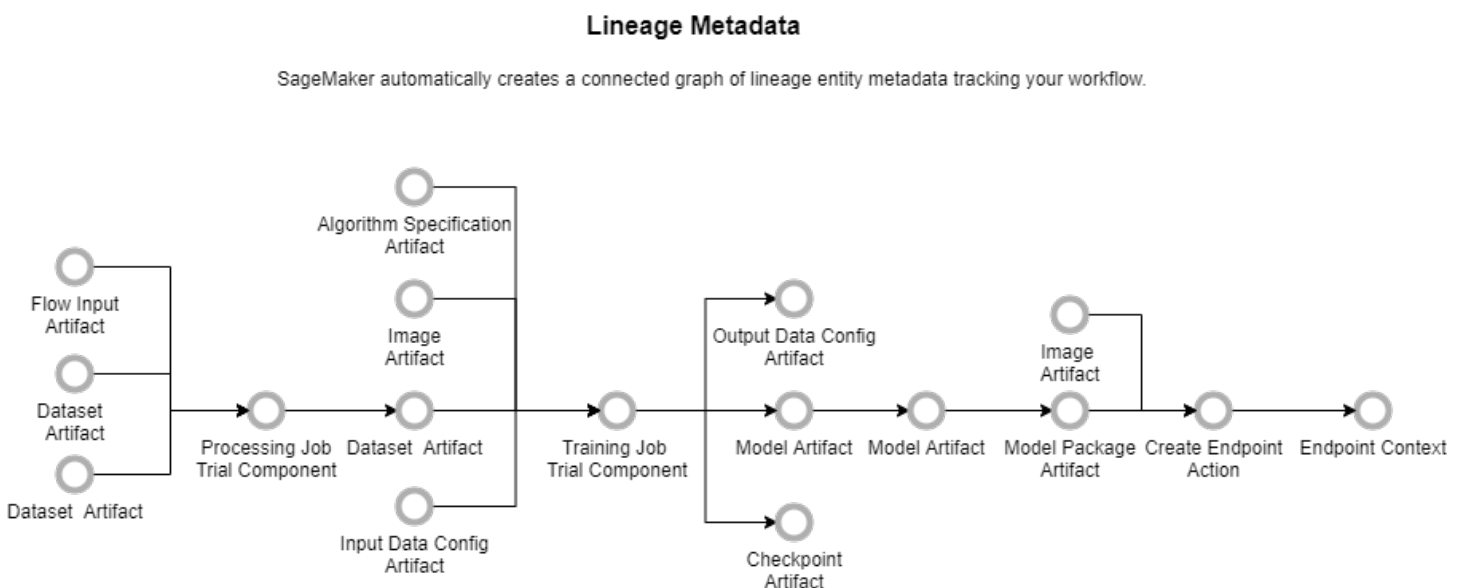 Lineage Metadata
SageMaker automatically creates a connected graph of lineage entity metadata tracking your workflow.
Algorithm Specification
Artifact
Flow Input
Artifact
Image
Artifact
Output Data Config
Artifact
Image
Artifact
Dataset
Artifact
Processing Job
Trial Component
Dataset Artifact
Training Job
Trial Component
Model Artifact
Model Artifact
Model Package
Artifact
Create Endpoint
Action
Endpoint Context
Dataset Artifact
Input Data Config
Artifact
Checkpoint
Artifact